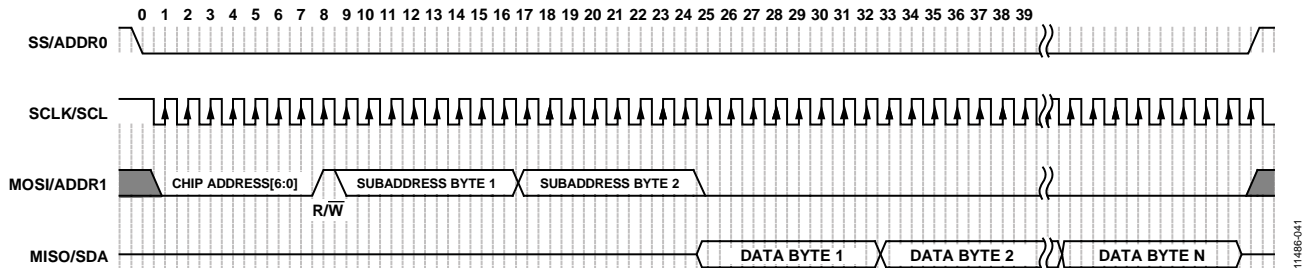 0 1 2 3 4 5 6 7 8 9 10 11 12 13 14 15 16 17 18 19 20 21 22 23 24 25 26 27 28 29 30 31 32 33 34 35 36 37 38 39
SS/ADDR0
SCLK/SCL
MOSI/ADDR1 CHIP ADDRESS[6:0] SUBADDRESS BYTE 1 SUBADDRESS BYTE 2
R/W̅
MISO/SDA DATA BYTE 1 DATA BYTE 2 DATA BYTE N
11486-041